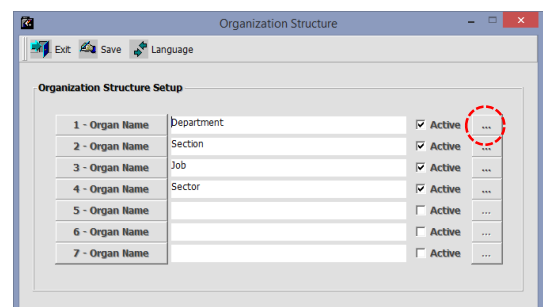 Organization Structure
Exit Save Language
Organization Structure Setup
1 - Organ Name Department Active ...
2 - Organ Name Section Active ...
3 - Organ Name Job Active ...
4 - Organ Name Sector Active ...
5 - Organ Name Active ...
6 - Organ Name Active ...
7 - Organ Name Active ...